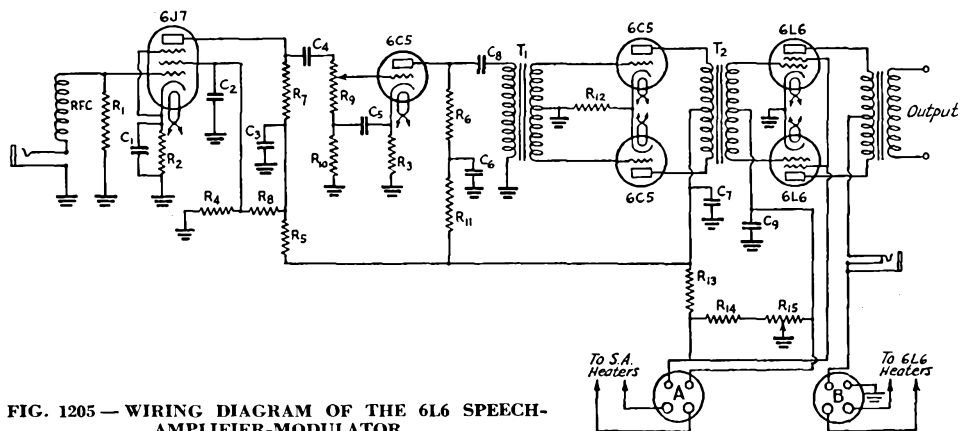 6J7
6C5
6C5
6L6
C4
C8
T1
T2
RFC
R1
C2
R7
R9
R6
R12
Output
C1
R2
C3
C5
R10
R3
C6
6C5
6L6
R4
R8
R11
C7
C9
R5
R13
R14
R15
To S.A.
Heaters
A
B
To 6L6
Heaters
FIG. 1205 — WIRING DIAGRAM OF THE 6L6 SPEECH-
AMPLIFIER-MODULATOR